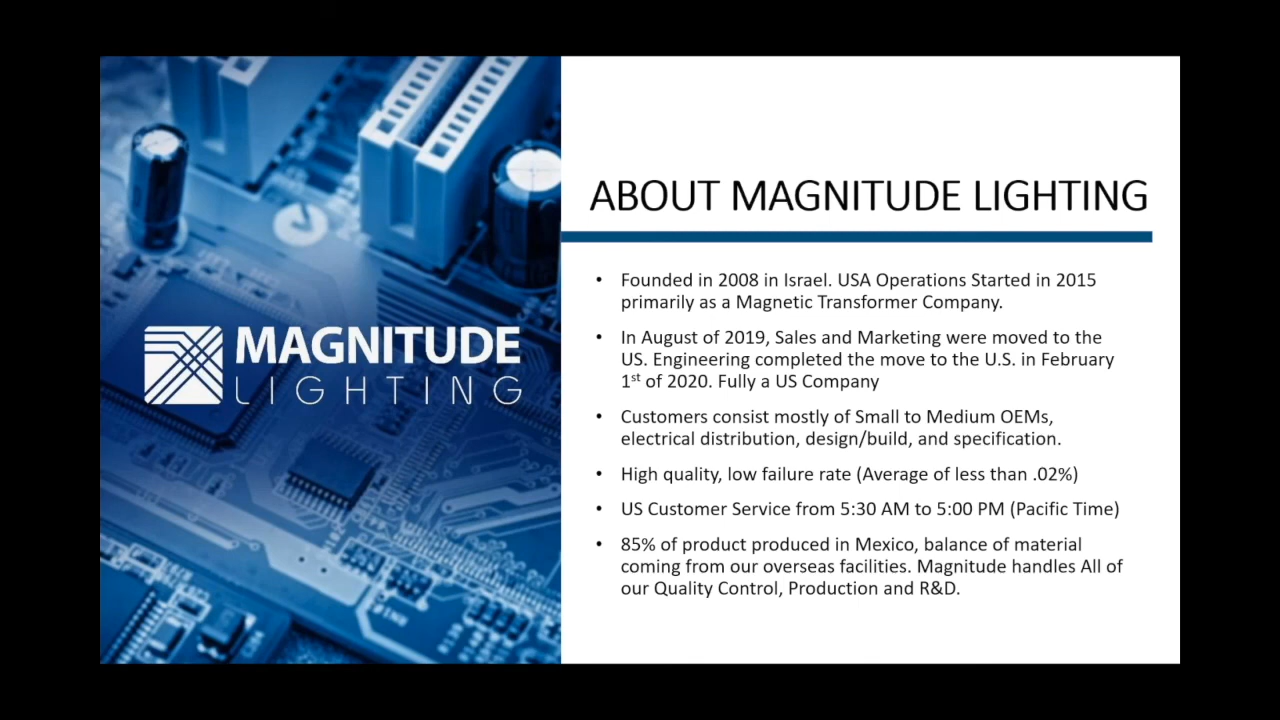 MAGNITUDE
LIGHTING
ABOUT MAGNITUDE LIGHTING
• Founded in 2008 in Israel. USA Operations Started in 2015
primarily as a Magnetic Transformer Company.
• In August of 2019, Sales and Marketing were moved to the
US. Engineering completed the move to the U.S. in February
1st of 2020. Fully a US Company
• Customers consist mostly of Small to Medium OEMs,
electrical distribution, design/build, and specification.
• High quality, low failure rate (Average of less than .02%)
• US Customer Service from 5:30 AM to 5:00 PM (Pacific Time)
• 85% of product produced in Mexico, balance of material
coming from our overseas facilities. Magnitude handles All of
our Quality Control, Production and R&D.